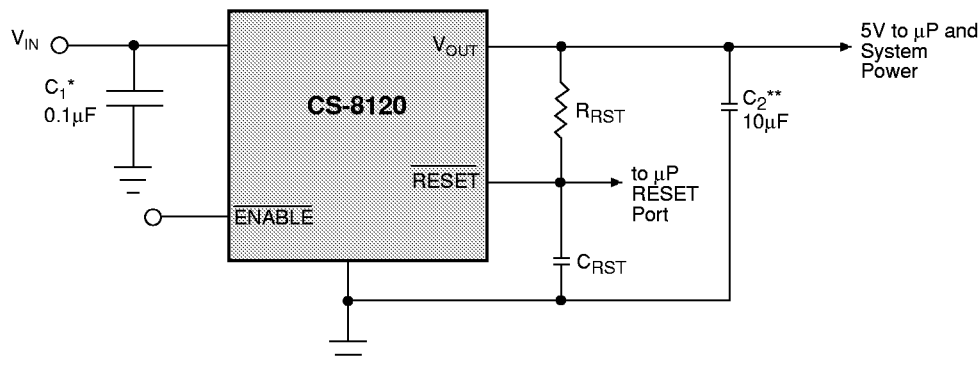 V_IN
C_1*
0.1μF
CS-8120
V_OUT
RESET
ENABLE
R_RST
C_RST
C_2**
10μF
5V to μP and
System
Power
to μP
RESET
Port